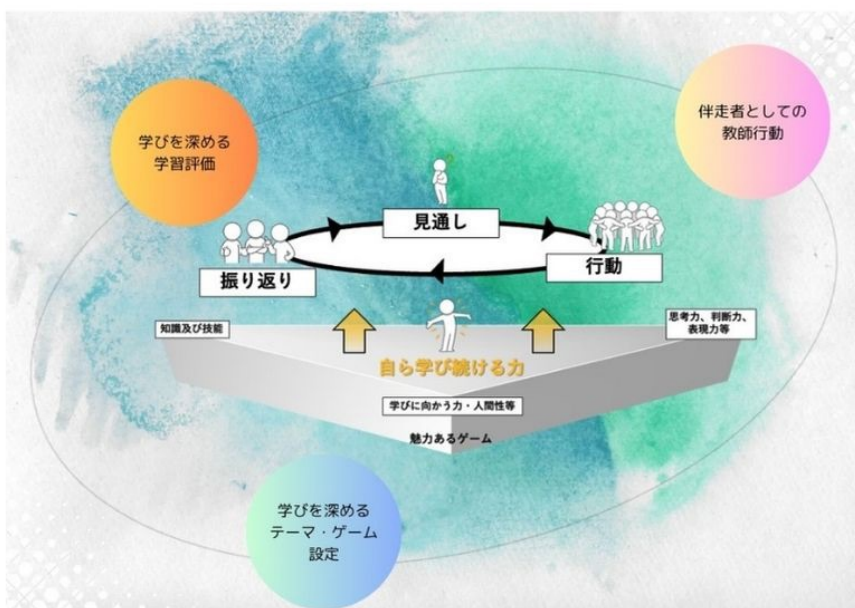 学びを深める
学習評価
伴走者としての
教師行動
見通し
振り返り
行動
知識及び技能
思考力、判断力、
表現力等
自ら学び続ける力
学びに向かう力・人間性等
魅力あるゲーム
学びを深める
テーマ・ゲーム
設定